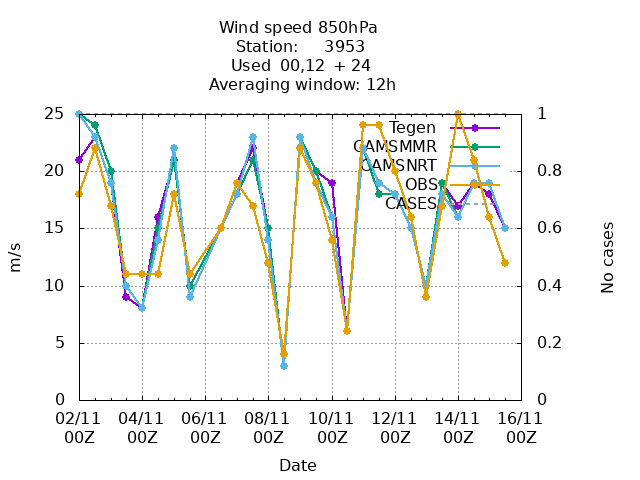 Wind speed 850hPa
Station: 3953
Used 00,12 + 24
Averaging window: 12h
25
20
15
10
5
0
m/s
1
0.8
0.6
0.4
0.2
0
No cases
Tegen
CAMSMMR
CAMSNRT
OBS
CASES
02/11 04/11 06/11 08/11 10/11 12/11 14/11 16/11
00Z 00Z 00Z 00Z 00Z 00Z 00Z 00Z
Date